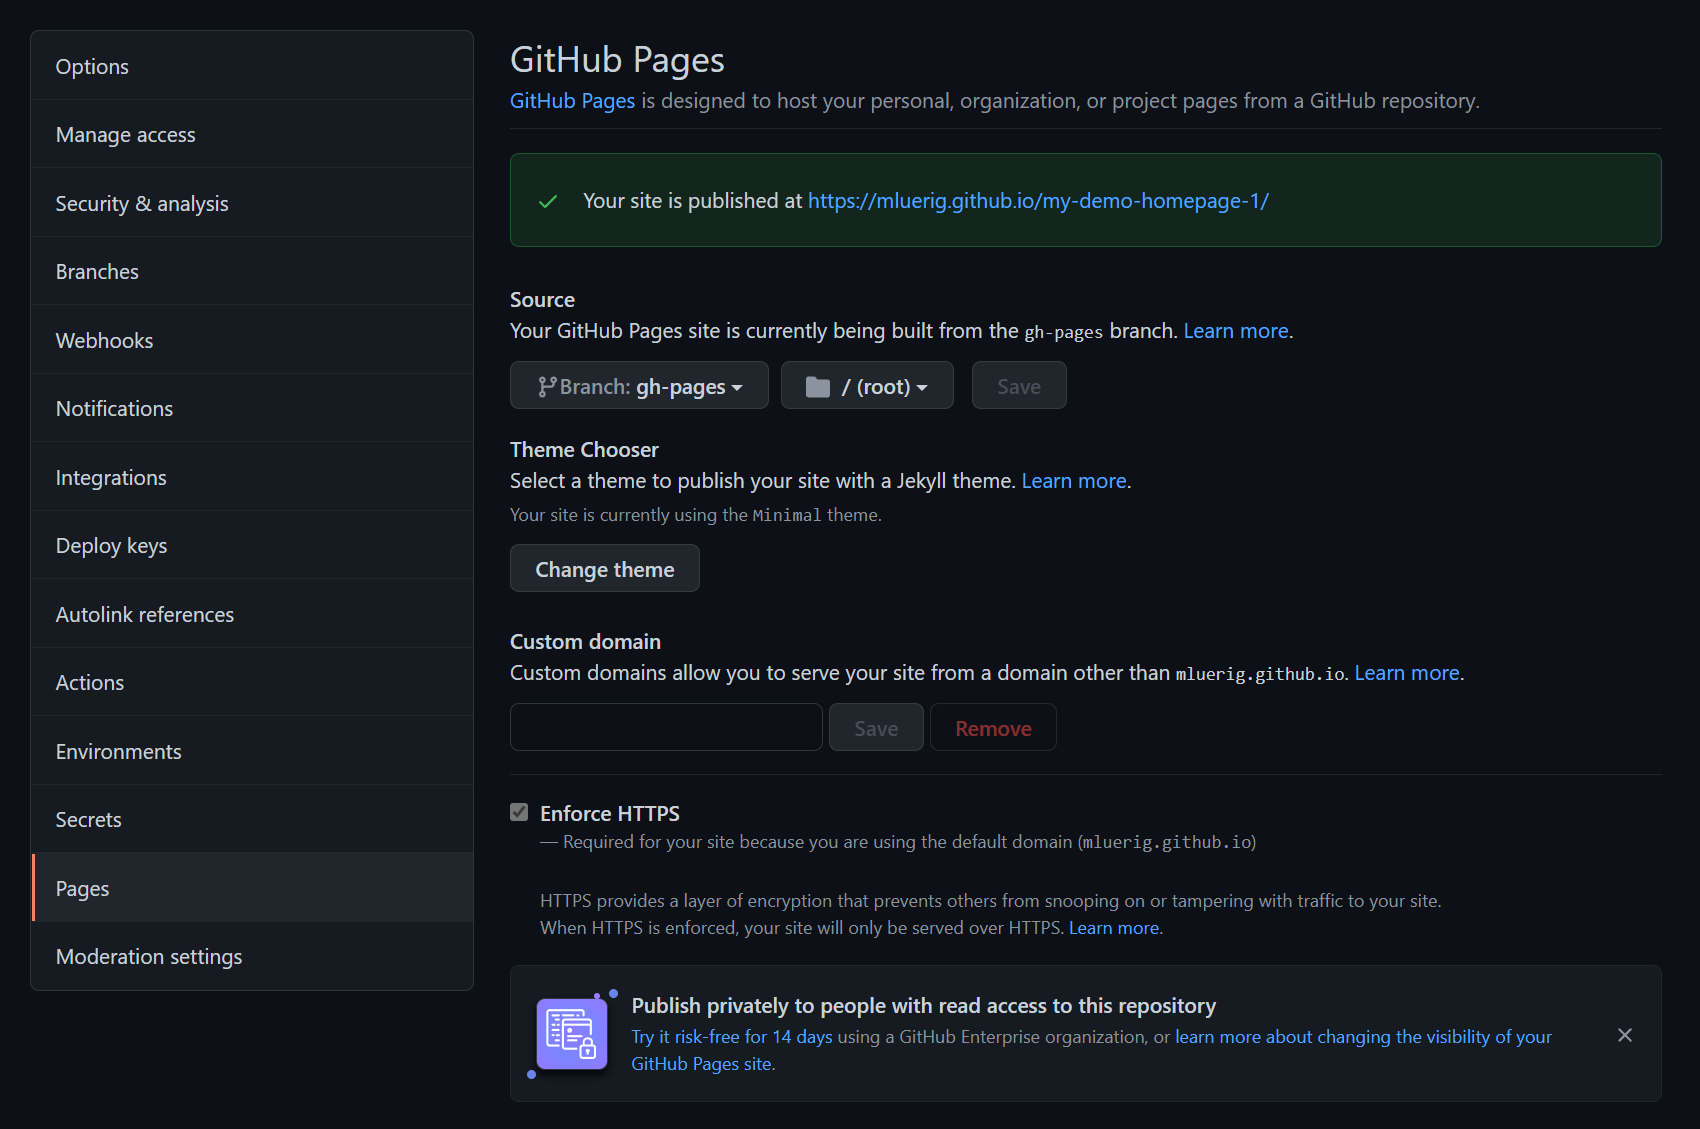 Options
Manage access
Security & analysis
Branches
Webhooks
Notifications
Integrations
Deploy keys
Autolink references
Actions
Environments
Secrets
Pages
Moderation settings
GitHub Pages
GitHub Pages is designed to host your personal, organization, or project pages from a GitHub repository.
Your site is published at https://mluerig.github.io/my-demo-homepage-1/
Source
Your GitHub Pages site is currently being built from the gh-pages branch. Learn more.
Branch: gh-pages / (root) Save
Theme Chooser
Select a theme to publish your site with a Jekyll theme. Learn more.
Your site is currently using the Minimal theme.
Change theme
Custom domain
Custom domains allow you to serve your site from a domain other than mluerig.github.io. Learn more.
Save Remove
Enforce HTTPS
— Required for your site because you are using the default domain (mluerig.github.io)
HTTPS provides a layer of encryption that prevents others from snooping on or tampering with traffic to your site.
When HTTPS is enforced, your site will only be served over HTTPS. Learn more.
Publish privately to people with read access to this repository
Try it risk-free for 14 days using a GitHub Enterprise organization, or learn more about changing the visibility of your
GitHub Pages site.